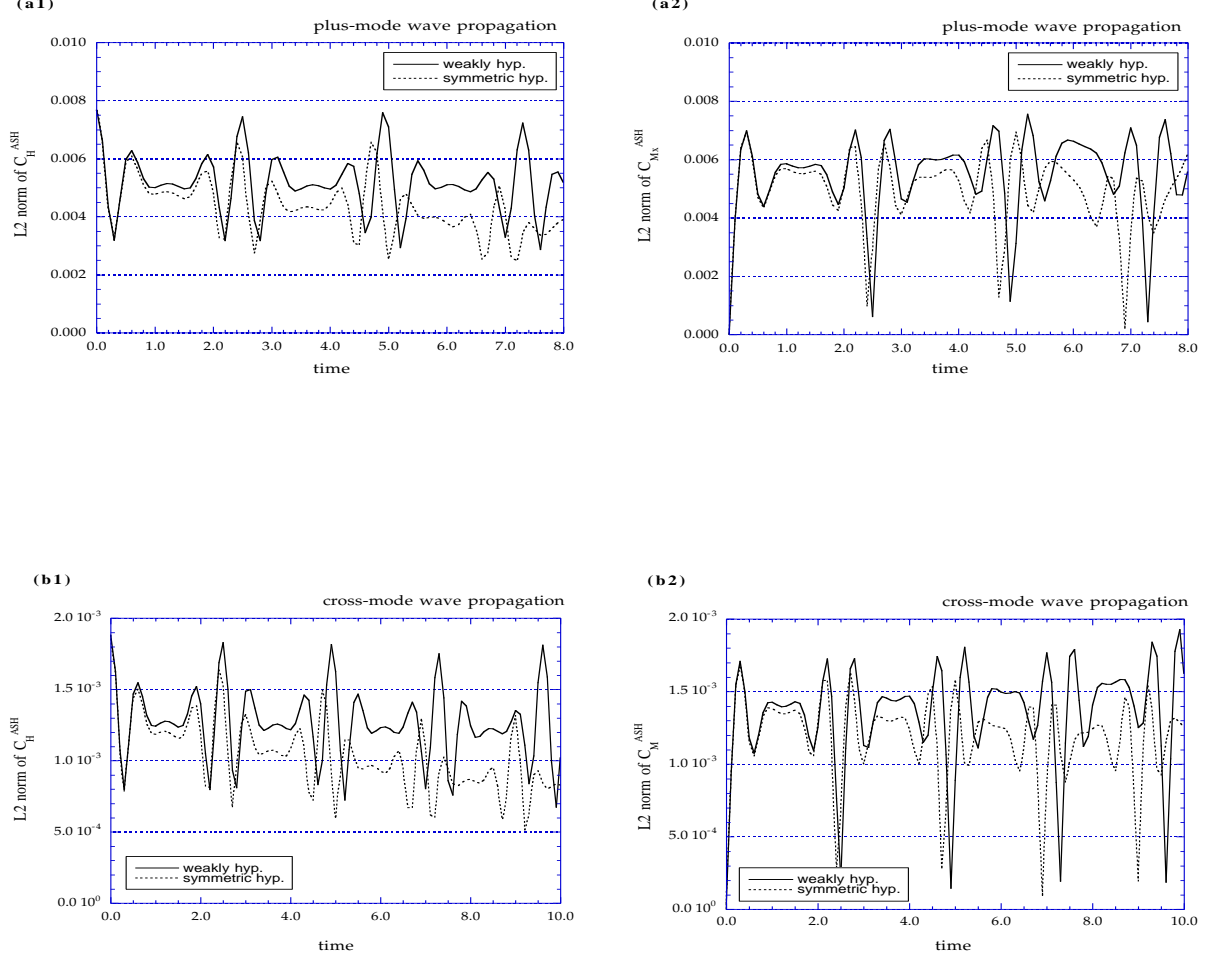 (a1)
plus-mode wave propagation
weakly hyp.
symmetric hyp.
L2 norm of C_H^ASH
0.010
0.008
0.006
0.004
0.002
0.000
0.0 1.0 2.0 3.0 4.0 5.0 6.0 7.0 8.0
time
(a2)
plus-mode wave propagation
weakly hyp.
symmetric hyp.
L2 norm of C_Mx^ASH
0.010
0.008
0.006
0.004
0.002
0.000
0.0 1.0 2.0 3.0 4.0 5.0 6.0 7.0 8.0
time
(b1)
cross-mode wave propagation
L2 norm of C_H^ASH
2.0 10^-3
1.5 10^-3
1.0 10^-3
5.0 10^-4
0.0 10^0
weakly hyp.
symmetric hyp.
0.0 2.0 4.0 6.0 8.0 10.0
time
(b2)
cross-mode wave propagation
L2 norm of C_M^ASH
2.0 10^-3
1.5 10^-3
1.0 10^-3
5.0 10^-4
0.0 10^0
weakly hyp.
symmetric hyp.
0.0 2.0 4.0 6.0 8.0 10.0
time